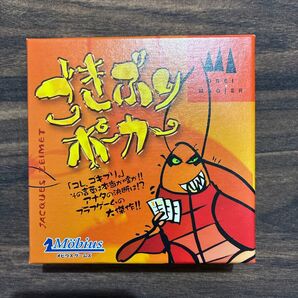 DREI
MAGIER
ごきぶり
ポーカー
JACQUES ZEIMET
「コレ、ゴキブリ。」
その言葉は本当か嘘か!!
アナタの決断は!?
ブラフゲームの
大傑作!!
Möbius
メビウスゲームズ